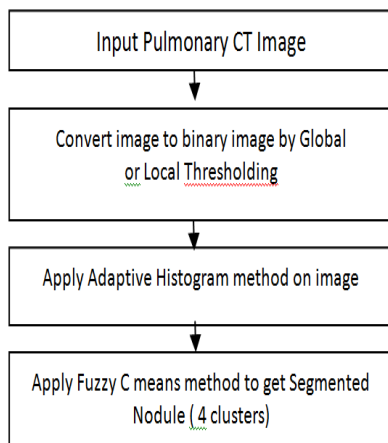 Input Pulmonary CT Image
Convert image to binary image by Global
or Local Thresholding
Apply Adaptive Histogram method on image
Apply Fuzzy C means method to get Segmented
Nodule ( 4 clusters)